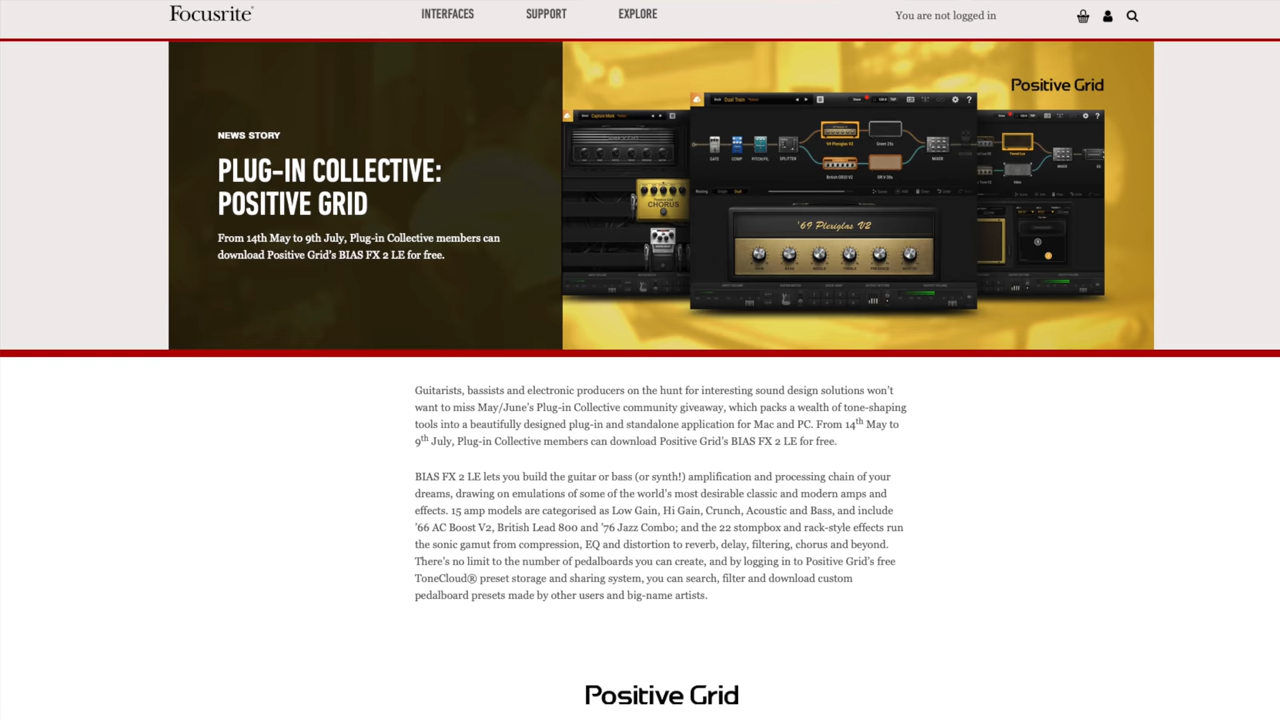 Focusrite®
INTERFACES
SUPPORT
EXPLORE
You are not logged in
NEWS STORY
PLUG-IN COLLECTIVE:
POSITIVE GRID
From 14th May to 9th July, Plug-in Collective members can
download Positive Grid's BIAS FX 2 LE for free.
Positive Grid
Dual Train
GATE
COMP
SPLITTER
MIXER
CHORUS
'69 Plexiglas V2
Guitarists, bassists and electronic producers on the hunt for interesting sound design solutions won't
want to miss May/June's Plug-in Collective community giveaway, which packs a wealth of tone-shaping
tools into a beautifully designed plug-in and standalone application for Mac and PC. From 14th May to
9th July, Plug-in Collective members can download Positive Grid's BIAS FX 2 LE for free.
BIAS FX 2 LE lets you build the guitar or bass (or synth!) amplification and processing chain of your
dreams, drawing on emulations of some of the world's most desirable classic and modern amps and
effects. 15 amp models are categorised as Low Gain, Hi Gain, Crunch, Acoustic and Bass, and include
'66 AC Boost V2, British Lead 800 and '76 Jazz Combo; and the 22 stompbox and rack-style effects run
the sonic gamut from compression, EQ and distortion to reverb, delay, filtering, chorus and beyond.
There's no limit to the number of pedalboards you can create, and by logging in to Positive Grid's free
ToneCloud® preset storage and sharing system, you can search, filter and download custom
pedalboard presets made by other users and big-name artists.
Positive Grid